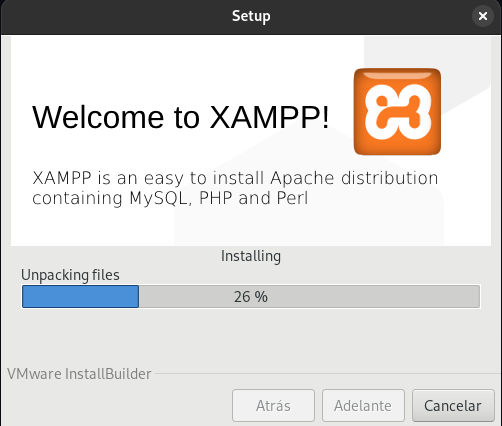 Setup
Welcome to XAMPP!
XAMPP is an easy to install Apache distribution
containing MySQL, PHP and Perl
Installing
Unpacking files
26 %
VMware InstallBuilder
Atrás
Adelante
Cancelar